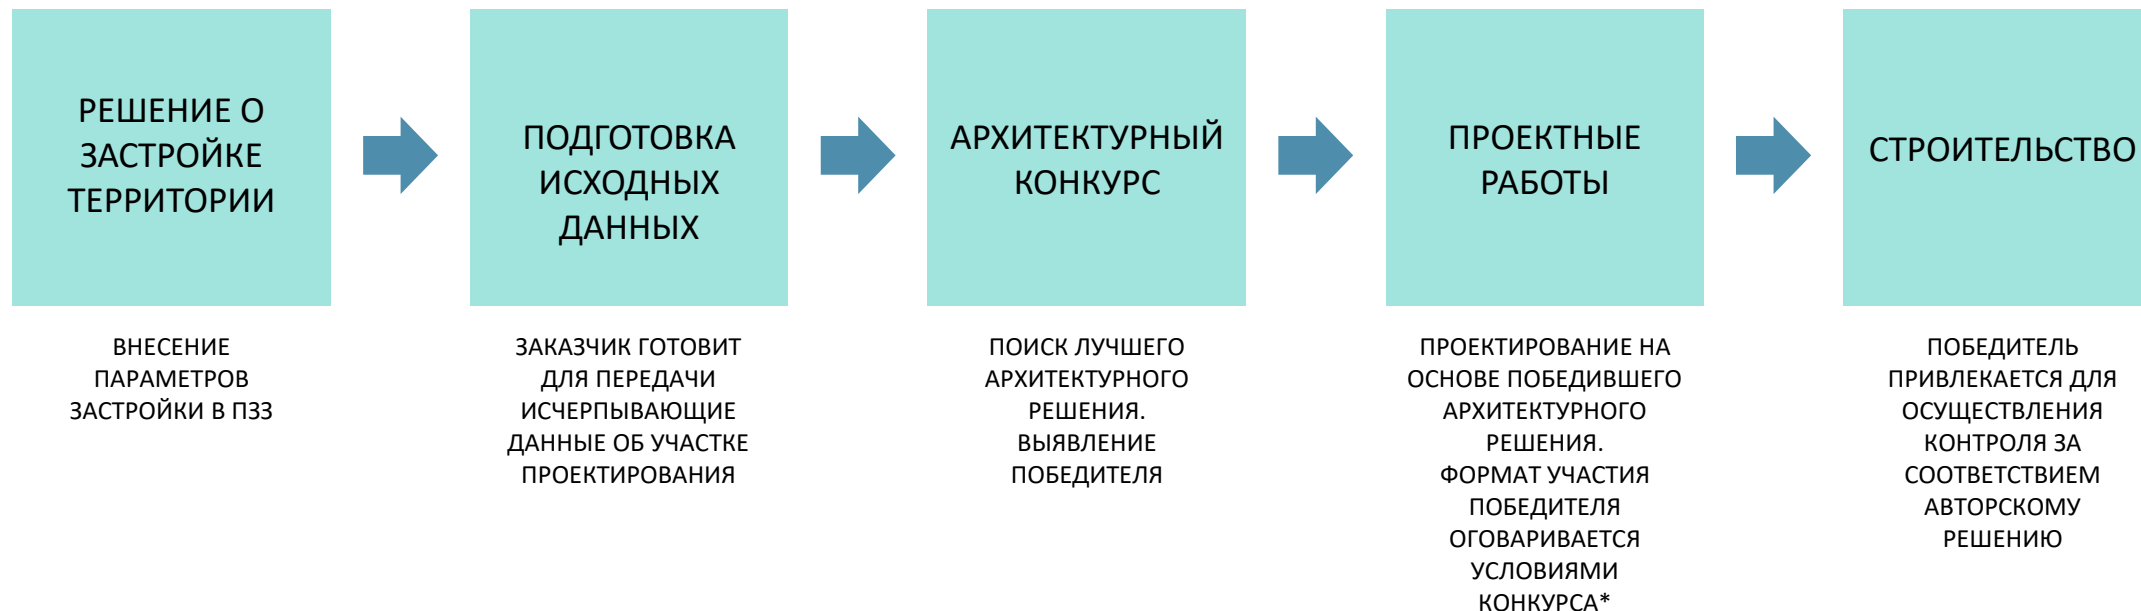 РЕШЕНИЕ О
ЗАСТРОЙКЕ
ТЕРРИТОРИИ
ВНЕСЕНИЕ
ПАРАМЕТРОВ
ЗАСТРОЙКИ В ПЗЗ
ПОДГОТОВКА
ИСХОДНЫХ
ДАННЫХ
ЗАКАЗЧИК ГОТОВИТ
ДЛЯ ПЕРЕДАЧИ
ИСЧЕРПЫВАЮЩИЕ
ДАННЫЕ ОБ УЧАСТКЕ
ПРОЕКТИРОВАНИЯ
АРХИТЕКТУРНЫЙ
КОНКУРС
ПОИСК ЛУЧШЕГО
АРХИТЕКТУРНОГО
РЕШЕНИЯ.
ВЫЯВЛЕНИЕ
ПОБЕДИТЕЛЯ
ПРОЕКТНЫЕ
РАБОТЫ
ПРОЕКТИРОВАНИЕ НА
ОСНОВЕ ПОБЕДИВШЕГО
АРХИТЕКТУРНОГО
РЕШЕНИЯ.
ФОРМАТ УЧАСТИЯ
ПОБЕДИТЕЛЯ
ОГОВАРИВАЕТСЯ
УСЛОВИЯМИ
КОНКУРСА*
СТРОИТЕЛЬСТВО
ПОБЕДИТЕЛЬ
ПРИВЛЕКАЕТСЯ ДЛЯ
ОСУЩЕСТВЛЕНИЯ
КОНТРОЛЯ ЗА
СООТВЕТСТВИЕМ
АВТОРСКОМУ
РЕШЕНИЮ